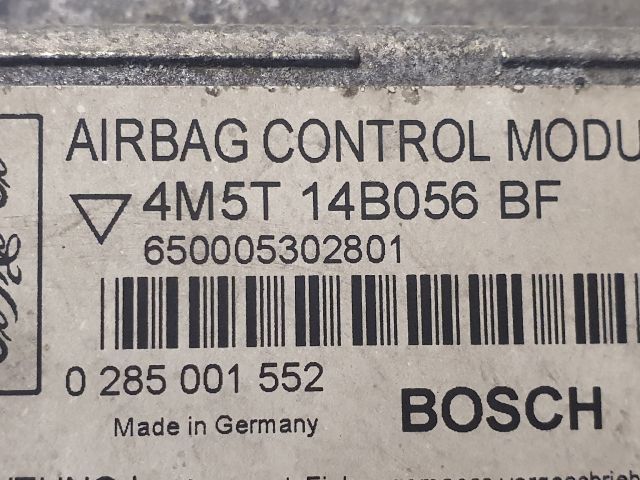 AIRBAG CONTROL MODU
4M5T 14B056 BF
650005302801
0 285 001 552
BOSCH
Made in Germany